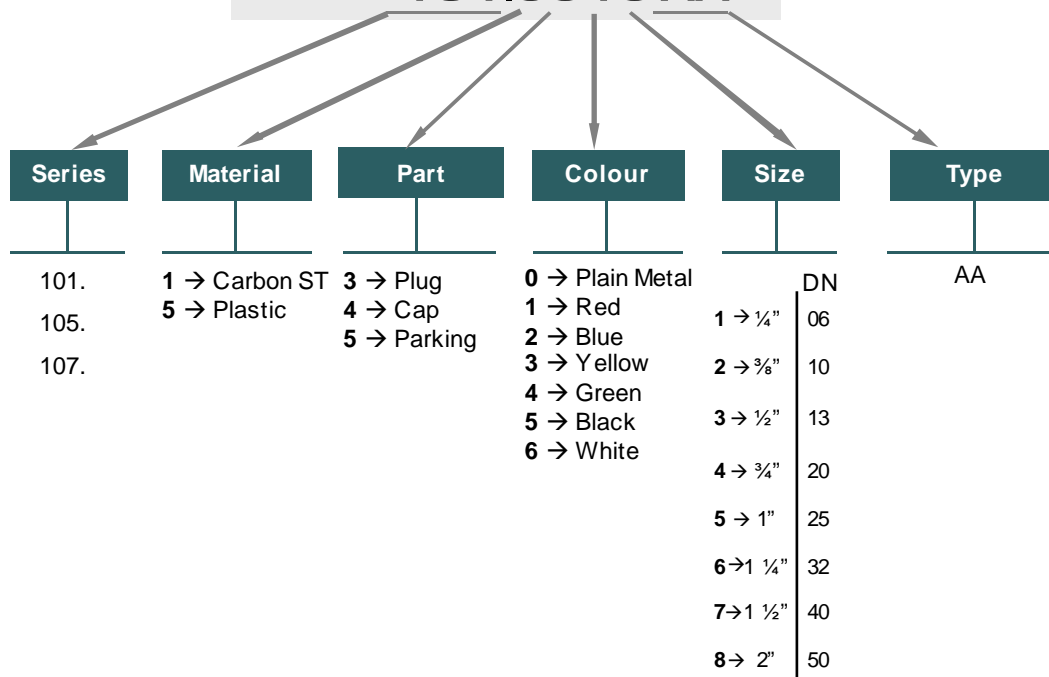 Series
Material
Part
Colour
Size
Type
101.
105.
107.
1 → Carbon ST
5 → Plastic
3 → Plug
4 → Cap
5 → Parking
0 → Plain Metal
1 → Red
2 → Blue
3 → Yellow
4 → Green
5 → Black
6 → White
DN
1 → ¼” 06
2 → ⅜” 10
3 → ½” 13
4 → ¾” 20
5 → 1” 25
6→1 ¼” 32
7→1 ½” 40
8→ 2” 50
AA